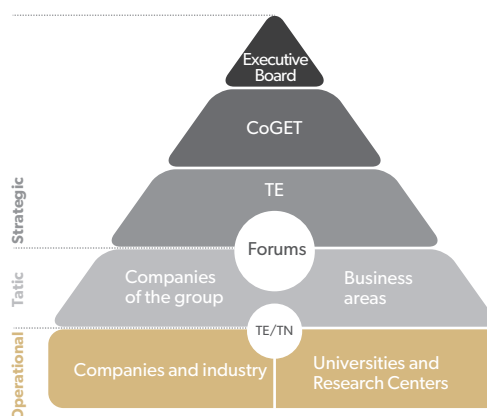 Executive
Board
CoGET
TE
Strategic
Forums
Companies
of the group
Business
areas
Tatic
TE/TN
Companies and industry
Universities and
Research Centers
Operational